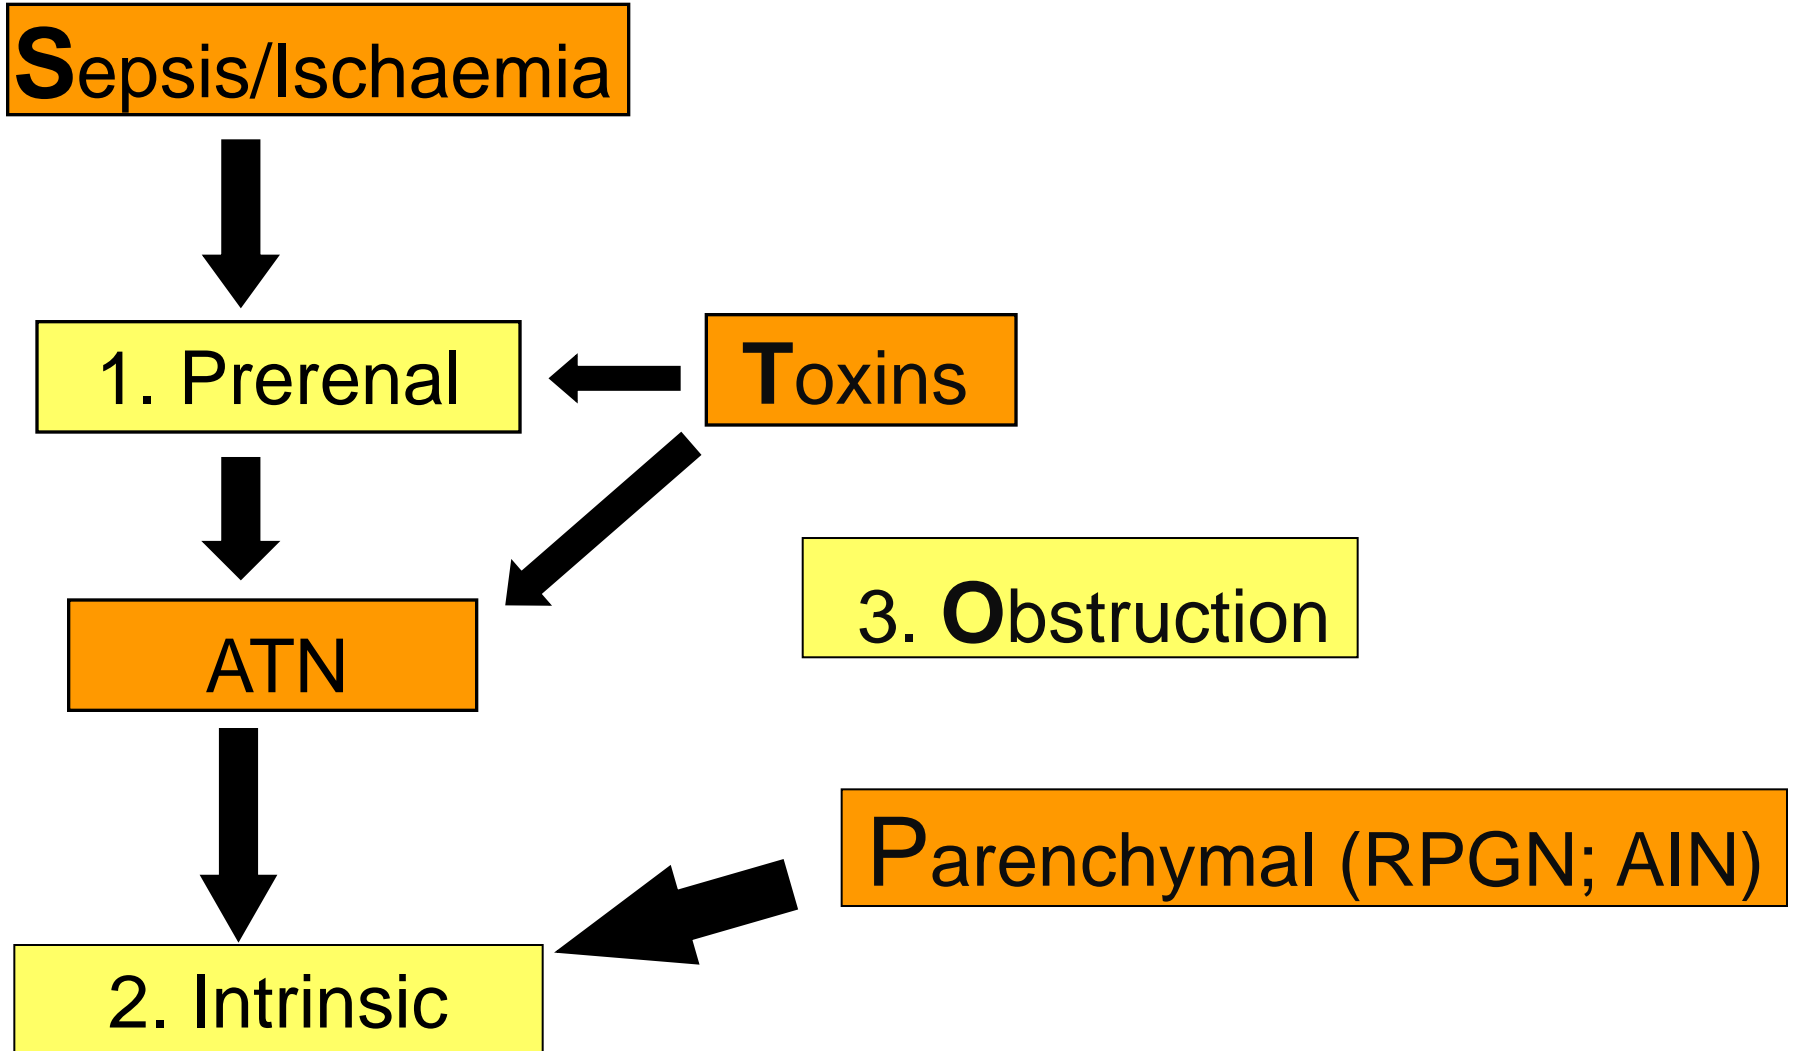 Sepsis/Ischaemia
1. Prerenal
Toxins
3. Obstruction
ATN
Parenchymal (RPGN; AIN)
2. Intrinsic